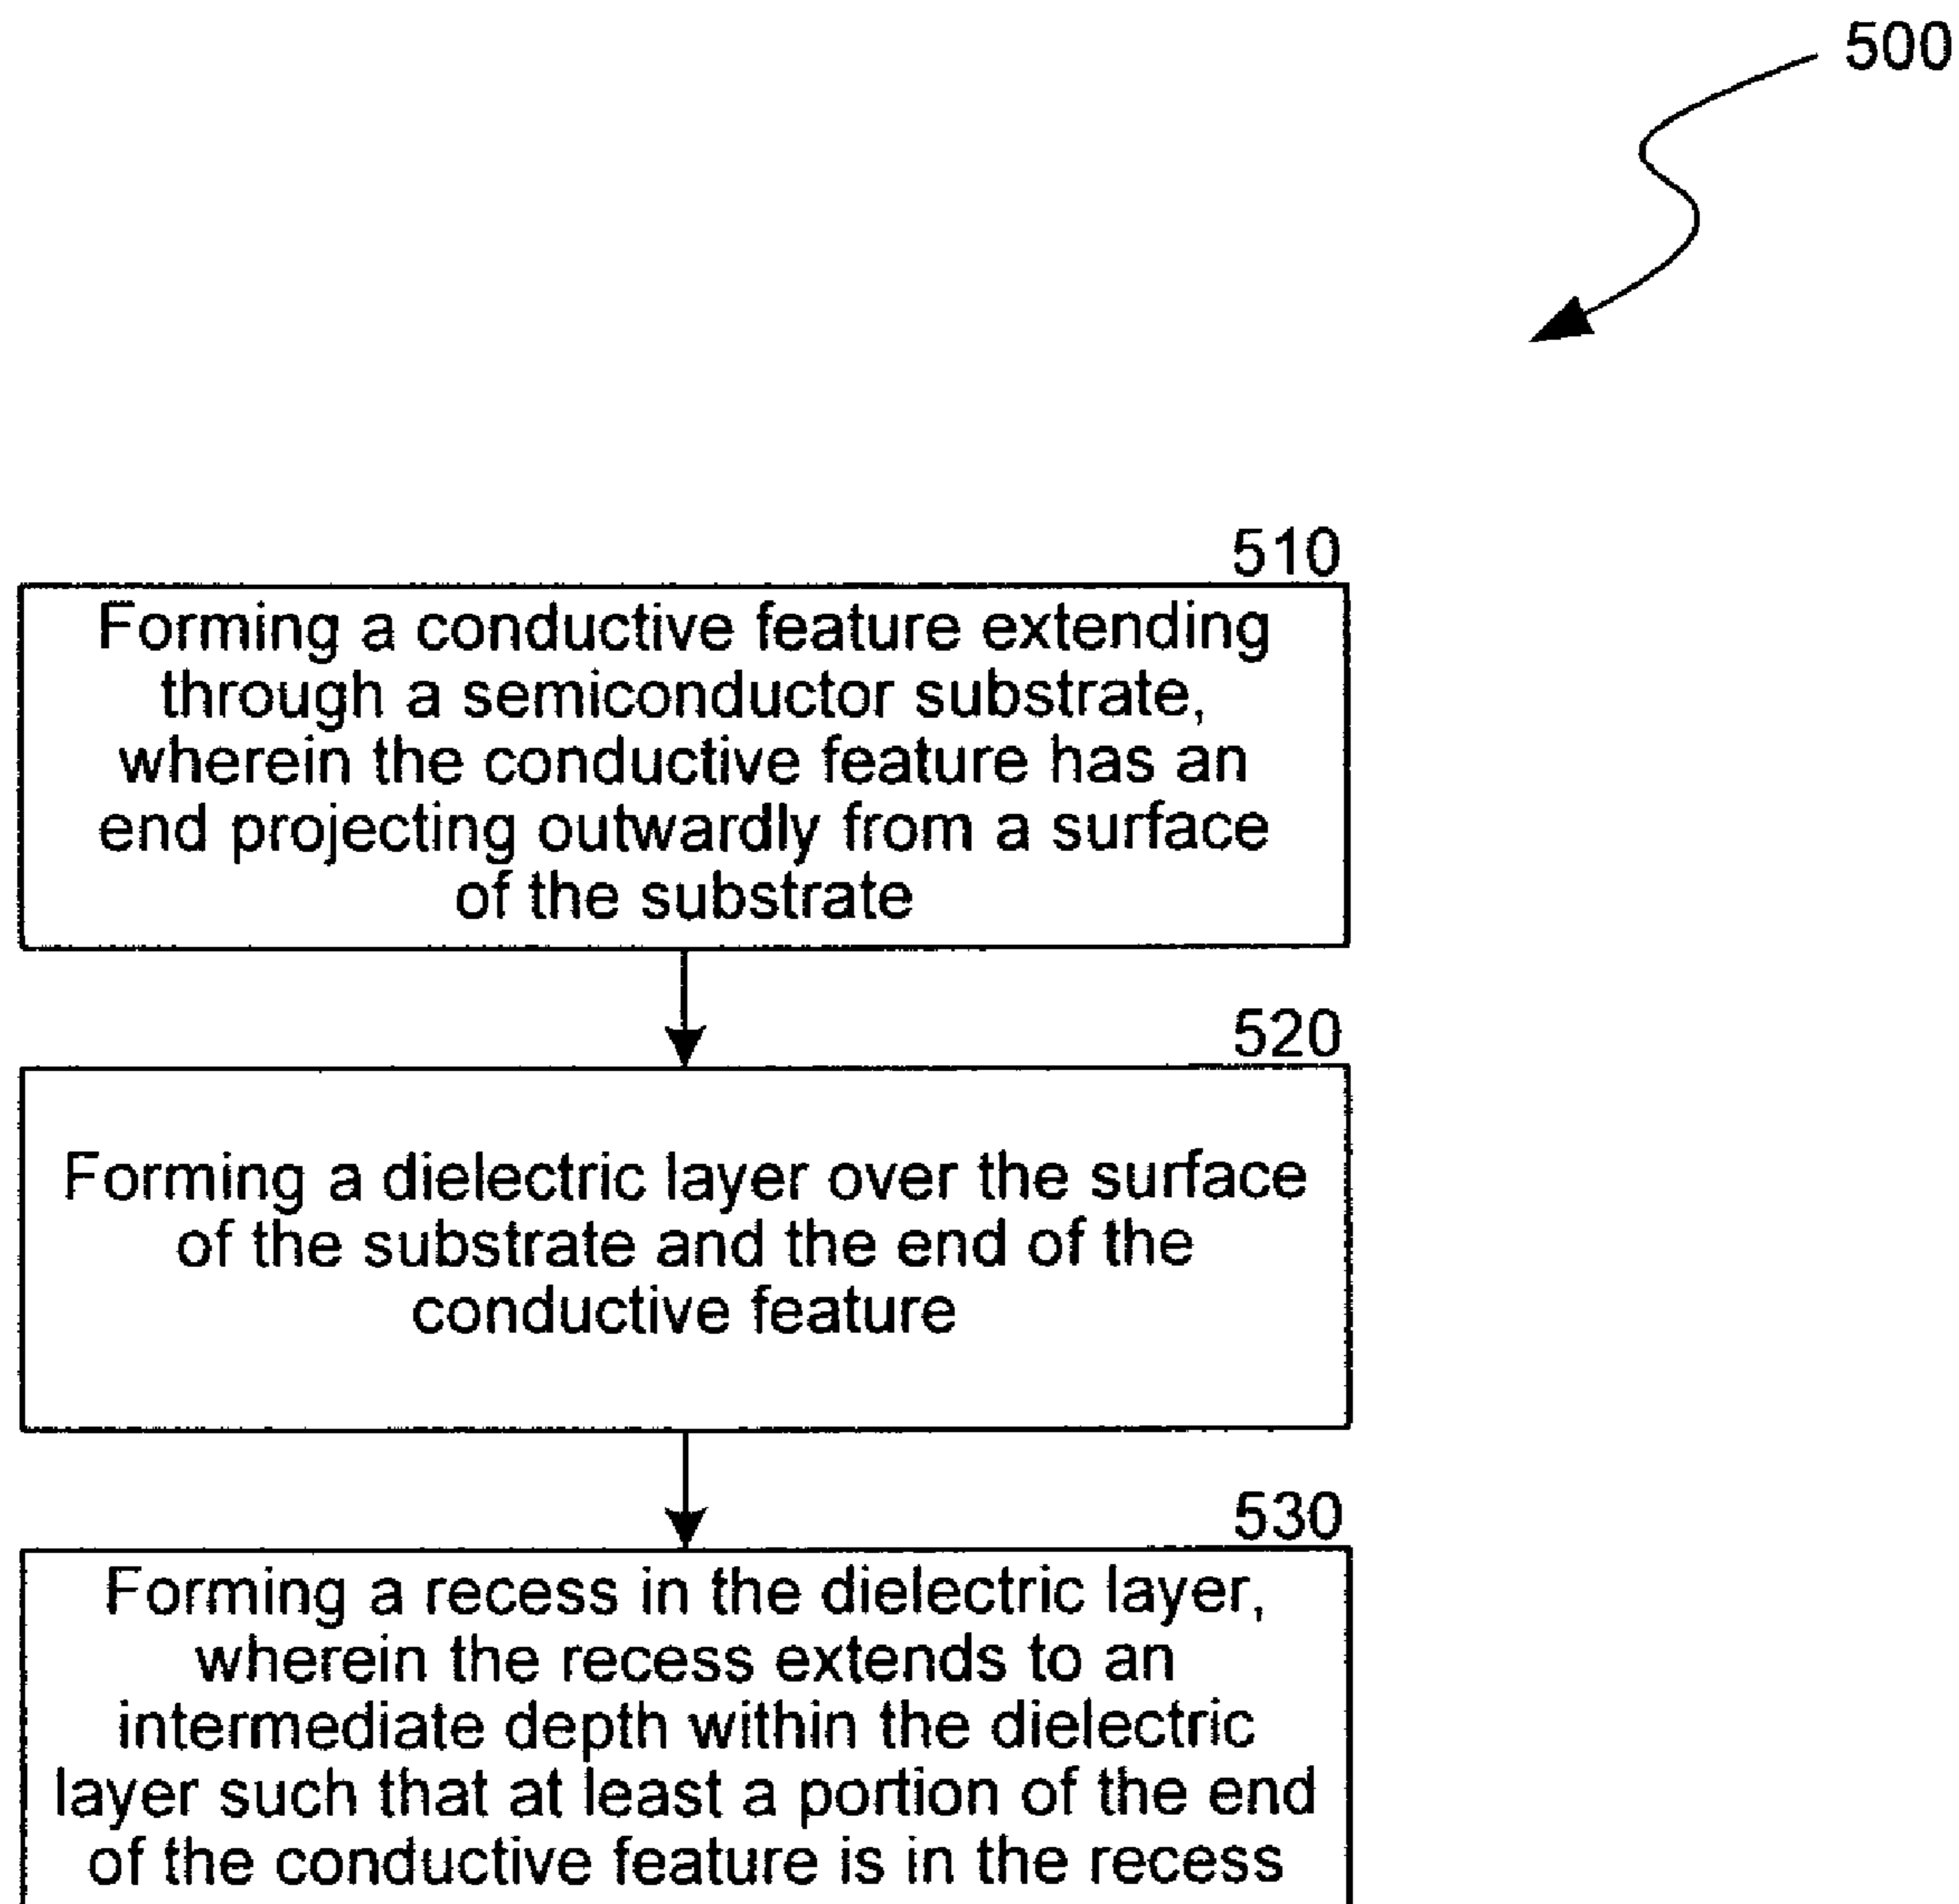 500
510
Forming a conductive feature extending
through a semiconductor substrate,
wherein the conductive feature has an
end projecting outwardly from a surface
of the substrate
520
Forming a dielectric layer over the surface
of the substrate and the end of the
conductive feature
530
Forming a recess in the dielectric layer,
wherein the recess extends to an
intermediate depth within the dielectric
layer such that at least a portion of the end
of the conductive feature is in the recess